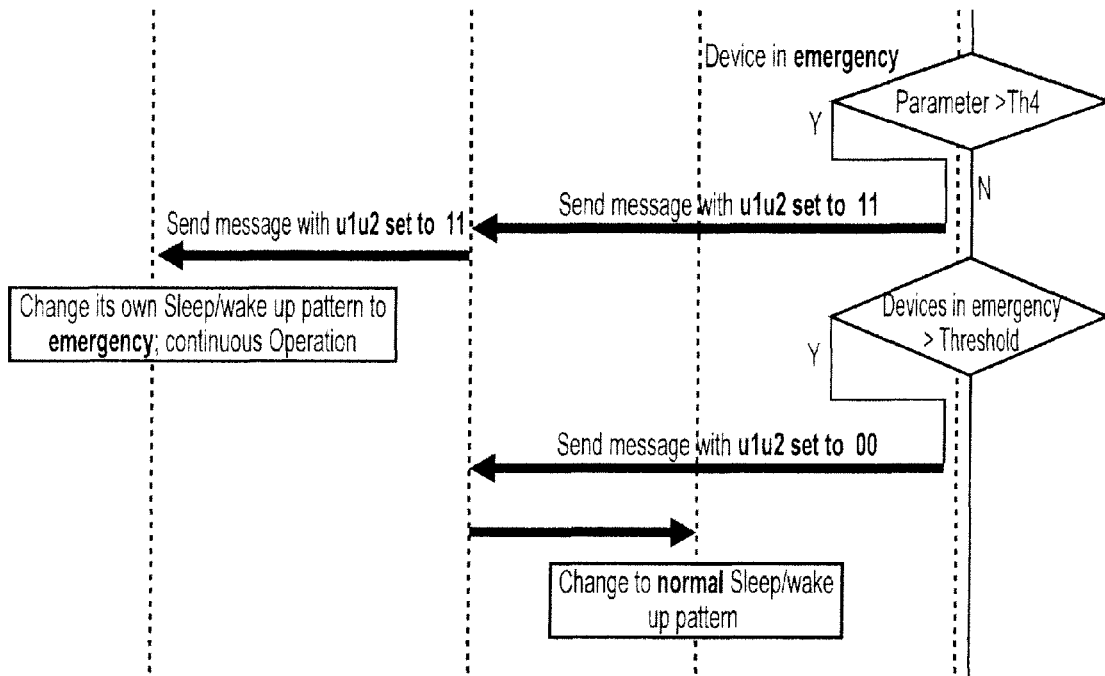 Device in emergency
Parameter >Th4
Y
N
Send message with u1u2 set to 11
Send message with u1u2 set to 11
Change its own Sleep/wake up pattern to
emergency; continuous Operation
Devices in emergency
> Threshold
Y
Send message with u1u2 set to 00
Change to normal Sleep/wake
up pattern